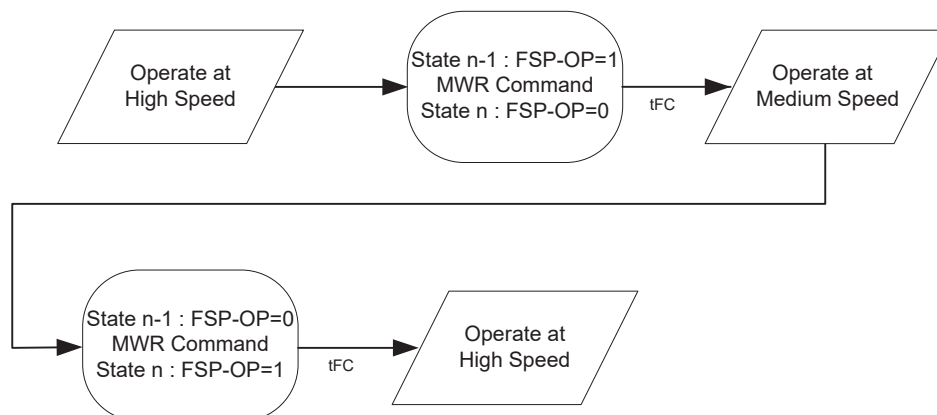 Operate at
High Speed
State n-1 : FSP-OP=1
MWR Command
State n : FSP-OP=0
tFC
Operate at
Medium Speed
State n-1 : FSP-OP=0
MWR Command
State n : FSP-OP=1
tFC
Operate at
High Speed